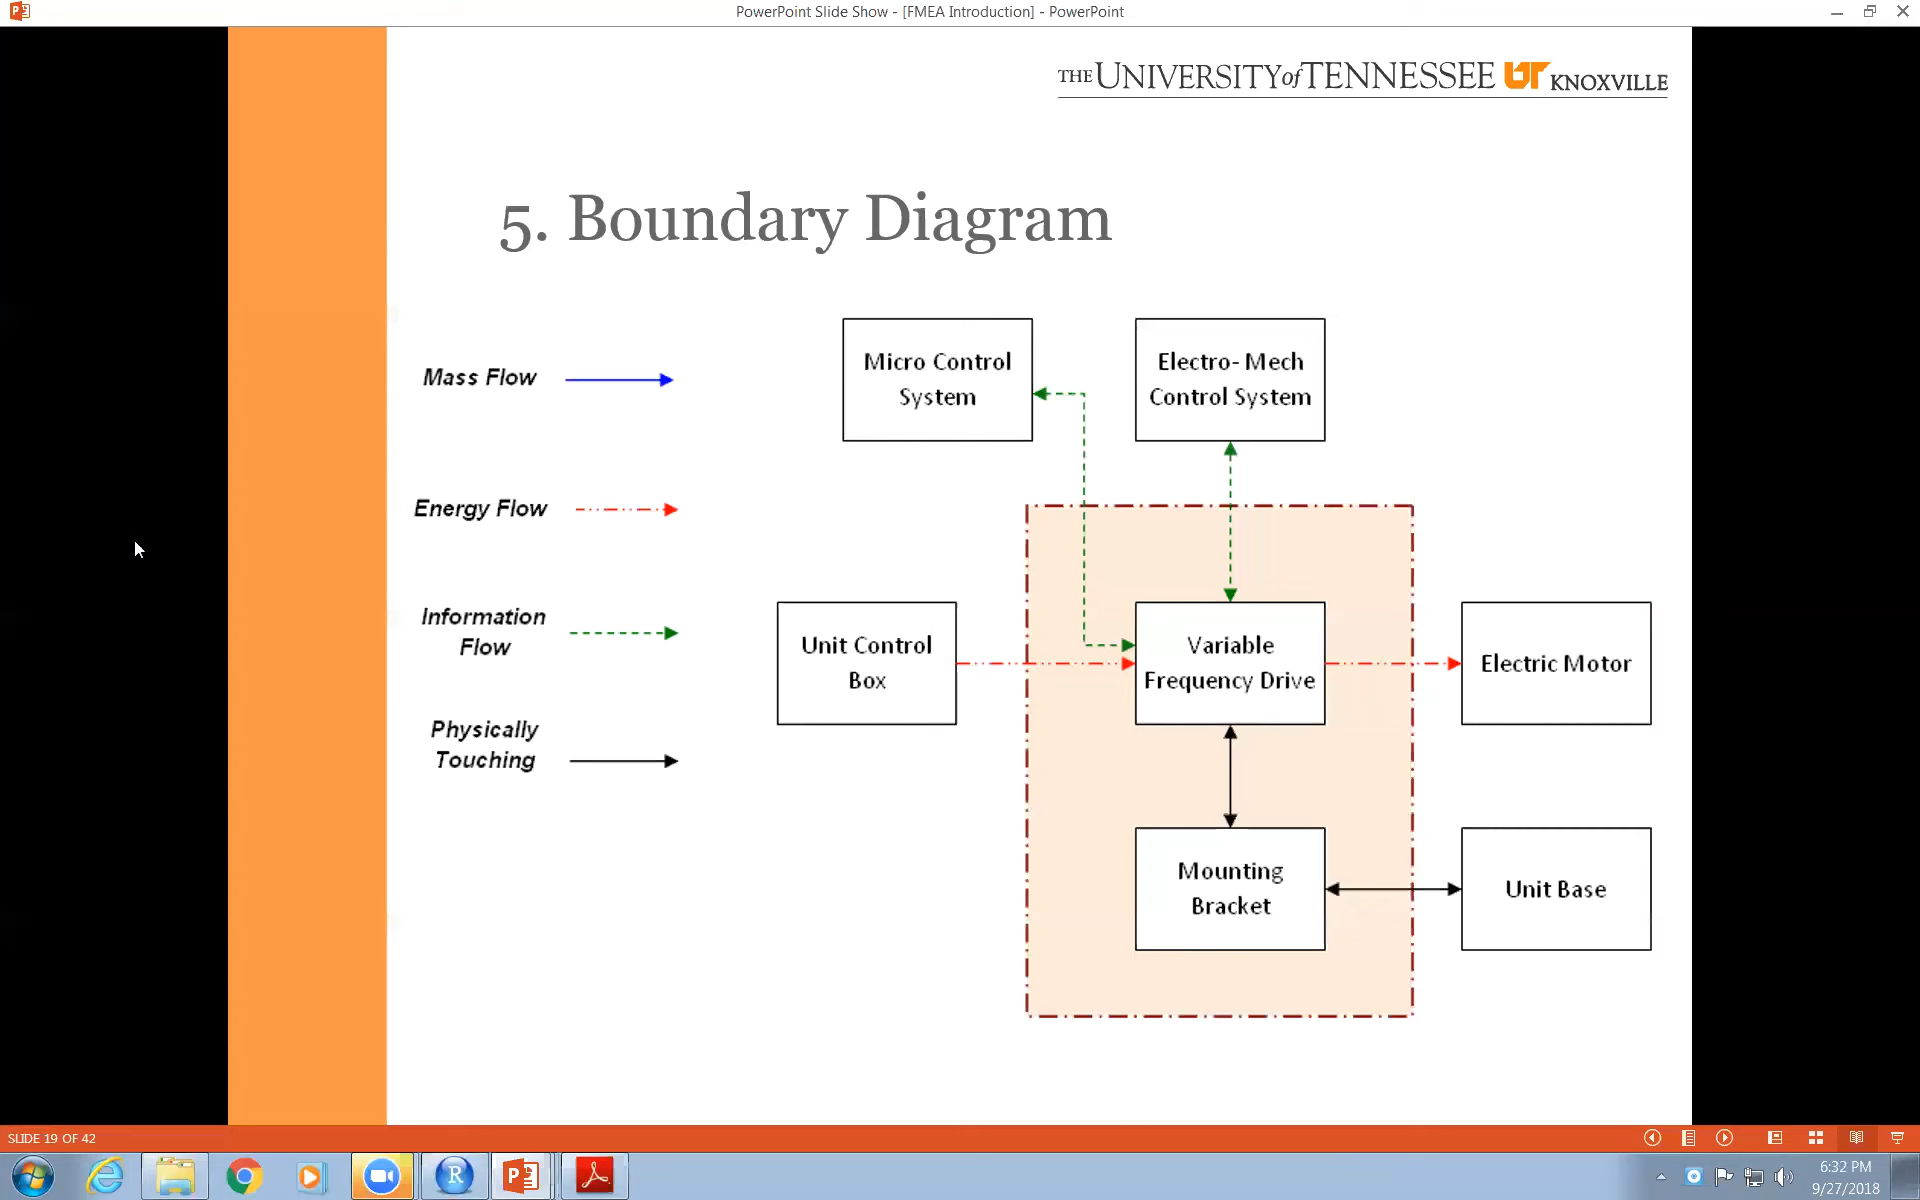 PowerPoint Slide Show - [FMEA Introduction] - PowerPoint
THE UNIVERSITY of TENNESSEE UT KNOXVILLE
5. Boundary Diagram
Mass Flow
Energy Flow
Information
Flow
Physically
Touching
Micro Control
System
Electro- Mech
Control System
Unit Control
Box
Variable
Frequency Drive
Electric Motor
Mounting
Bracket
Unit Base
SLIDE 19 OF 42
6:32 PM
9/27/2018